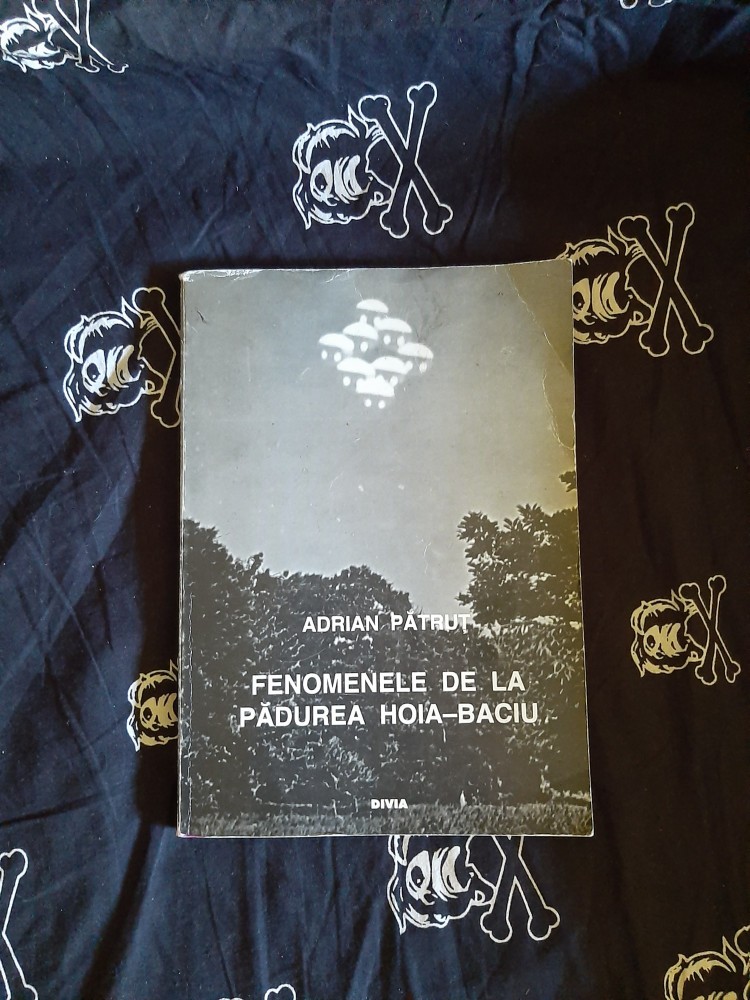 ADRIAN PĂTRUȚ
FENOMENELE DE LA
PĂDUREA HOIA–BACIU
DIVIA